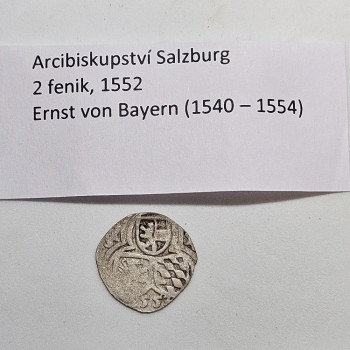 Arcibiskupství Salzburg
2 fenik, 1552
Ernst von Bayern (1540 – 1554)